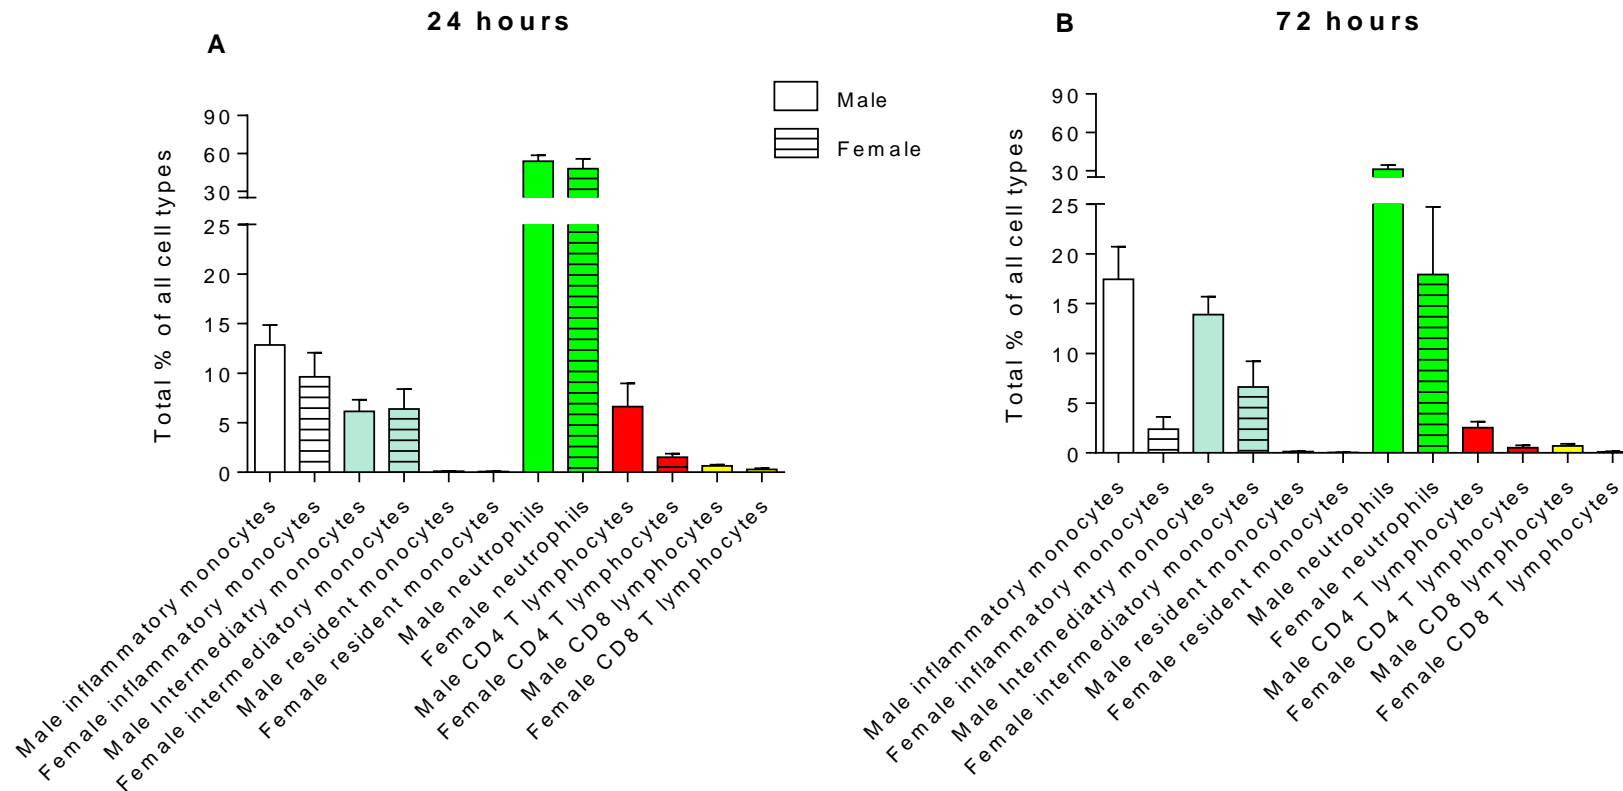 24 hours
A
Total % of all cell types
90
60
30
25
20
15
10
5
0
Male inflammatory monocytes
Female inflammatory monocytes
Male Intermediary monocytes
Female intermediatory monocytes
Male resident monocytes
Female resident monocytes
Male neutrophils
Female neutrophils
Male CD4 T lymphocytes
Female CD4 T lymphocytes
Male CD8 lymphocytes
Female CD8 T lymphocytes
Male
Female
72 hours
B
Total % of all cell types
90
60
30
25
20
15
10
5
0
Male inflammatory monocytes
Female inflammatory monocytes
Male Intermediary monocytes
Female intermediatory monocytes
Male resident monocytes
Female resident monocytes
Male neutrophils
Female neutrophils
Male CD4 T lymphocytes
Female CD4 T lymphocytes
Male CD8 lymphocytes
Female CD8 T lymphocytes